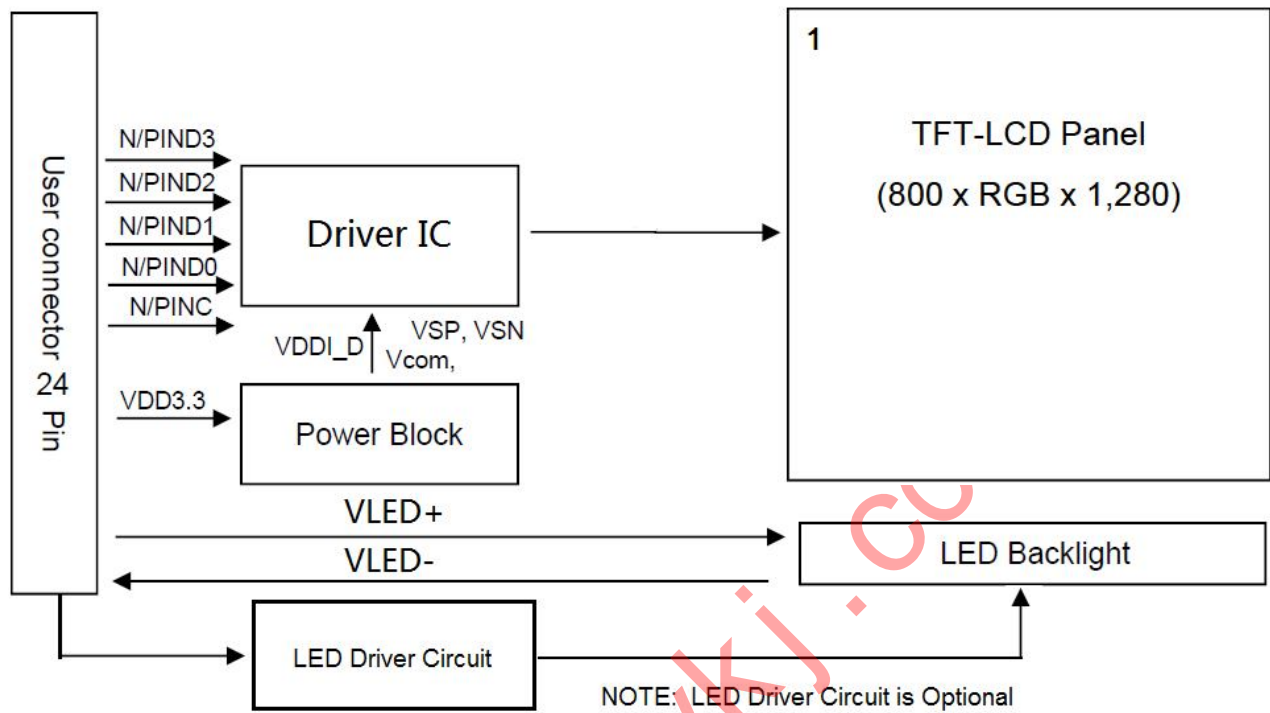 User connector 24 Pin
N/PIND3
N/PIND2
N/PIND1
N/PIND0
N/PINC
VDD3.3
Driver IC
VDDI_D
VSP, VSN
Vcom,
Power Block
1
TFT-LCD Panel
(800 x RGB x 1,280)
VLED+
VLED-
LED Backlight
LED Driver Circuit
NOTE: LED Driver Circuit is Optional